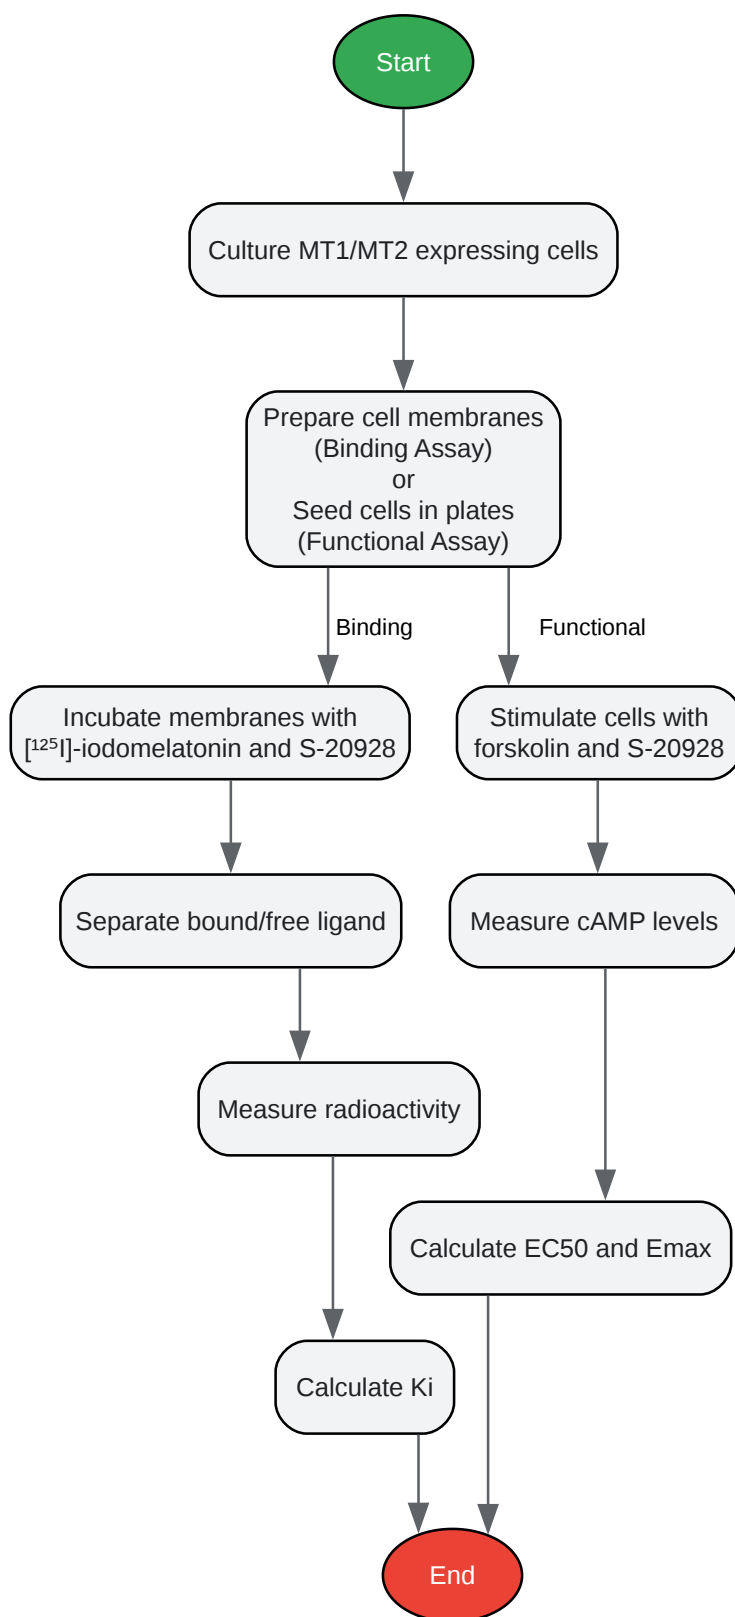 Start
Culture MT1/MT2 expressing cells
Prepare cell membranes
(Binding Assay)
or
Seed cells in plates
(Functional Assay)
Binding
Functional
Incubate membranes with
[¹²⁵I]-iodomelatonin and S-20928
Stimulate cells with
forskolin and S-20928
Separate bound/free ligand
Measure cAMP levels
Measure radioactivity
Calculate EC50 and Emax
Calculate Ki
End